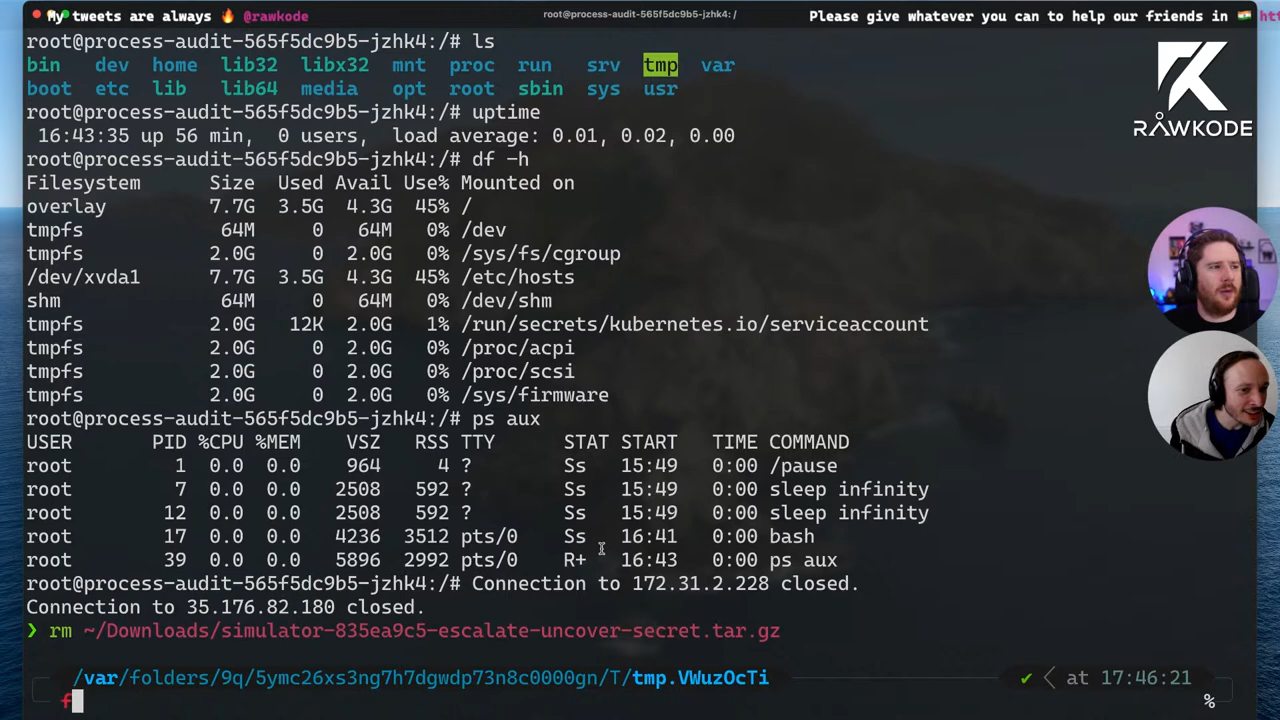 My tweets are always 🔥 @rawkode
root@process-audit-565f5dc9b5-jzhk4: /
Please give whatever you can to help our friends in 🇮🇳
root@process-audit-565f5dc9b5-jzhk4:/# ls
bin dev home lib32 libx32 mnt proc run srv tmp var
boot etc lib lib64 media opt root sbin sys usr
root@process-audit-565f5dc9b5-jzhk4:/# uptime
16:43:35 up 56 min, 0 users, load average: 0.01, 0.02, 0.00
root@process-audit-565f5dc9b5-jzhk4:/# df -h
Filesystem Size Used Avail Use% Mounted on
overlay 7.7G 3.5G 4.3G 45% /
tmpfs 64M 0 64M 0% /dev
tmpfs 2.0G 0 2.0G 0% /sys/fs/cgroup
/dev/xvda1 7.7G 3.5G 4.3G 45% /etc/hosts
shm 64M 0 64M 0% /dev/shm
tmpfs 2.0G 12K 2.0G 1% /run/secrets/kubernetes.io/serviceaccount
tmpfs 2.0G 0 2.0G 0% /proc/acpi
tmpfs 2.0G 0 2.0G 0% /proc/scsi
tmpfs 2.0G 0 2.0G 0% /sys/firmware
root@process-audit-565f5dc9b5-jzhk4:/# ps aux
USER PID %CPU %MEM VSZ RSS TTY STAT START TIME COMMAND
root 1 0.0 0.0 964 4 ? Ss 15:49 0:00 /pause
root 7 0.0 0.0 2508 592 ? Ss 15:49 0:00 sleep infinity
root 12 0.0 0.0 2508 592 ? Ss 15:49 0:00 sleep infinity
root 17 0.0 0.0 4236 3512 pts/0 Ss 16:41 0:00 bash
root 39 0.0 0.0 5896 2992 pts/0 R+ 16:43 0:00 ps aux
root@process-audit-565f5dc9b5-jzhk4:/# Connection to 172.31.2.228 closed.
Connection to 35.176.82.180 closed.
❯ rm ~/Downloads/simulator-835ea9c5-escalate-uncover-secret.tar.gz
/var/folders/9q/5ymc26xs3ng7h7dgwdp73n8c0000gn/T/tmp.VWuzOcTi ✔ at 17:46:21
f %
RAWKODE